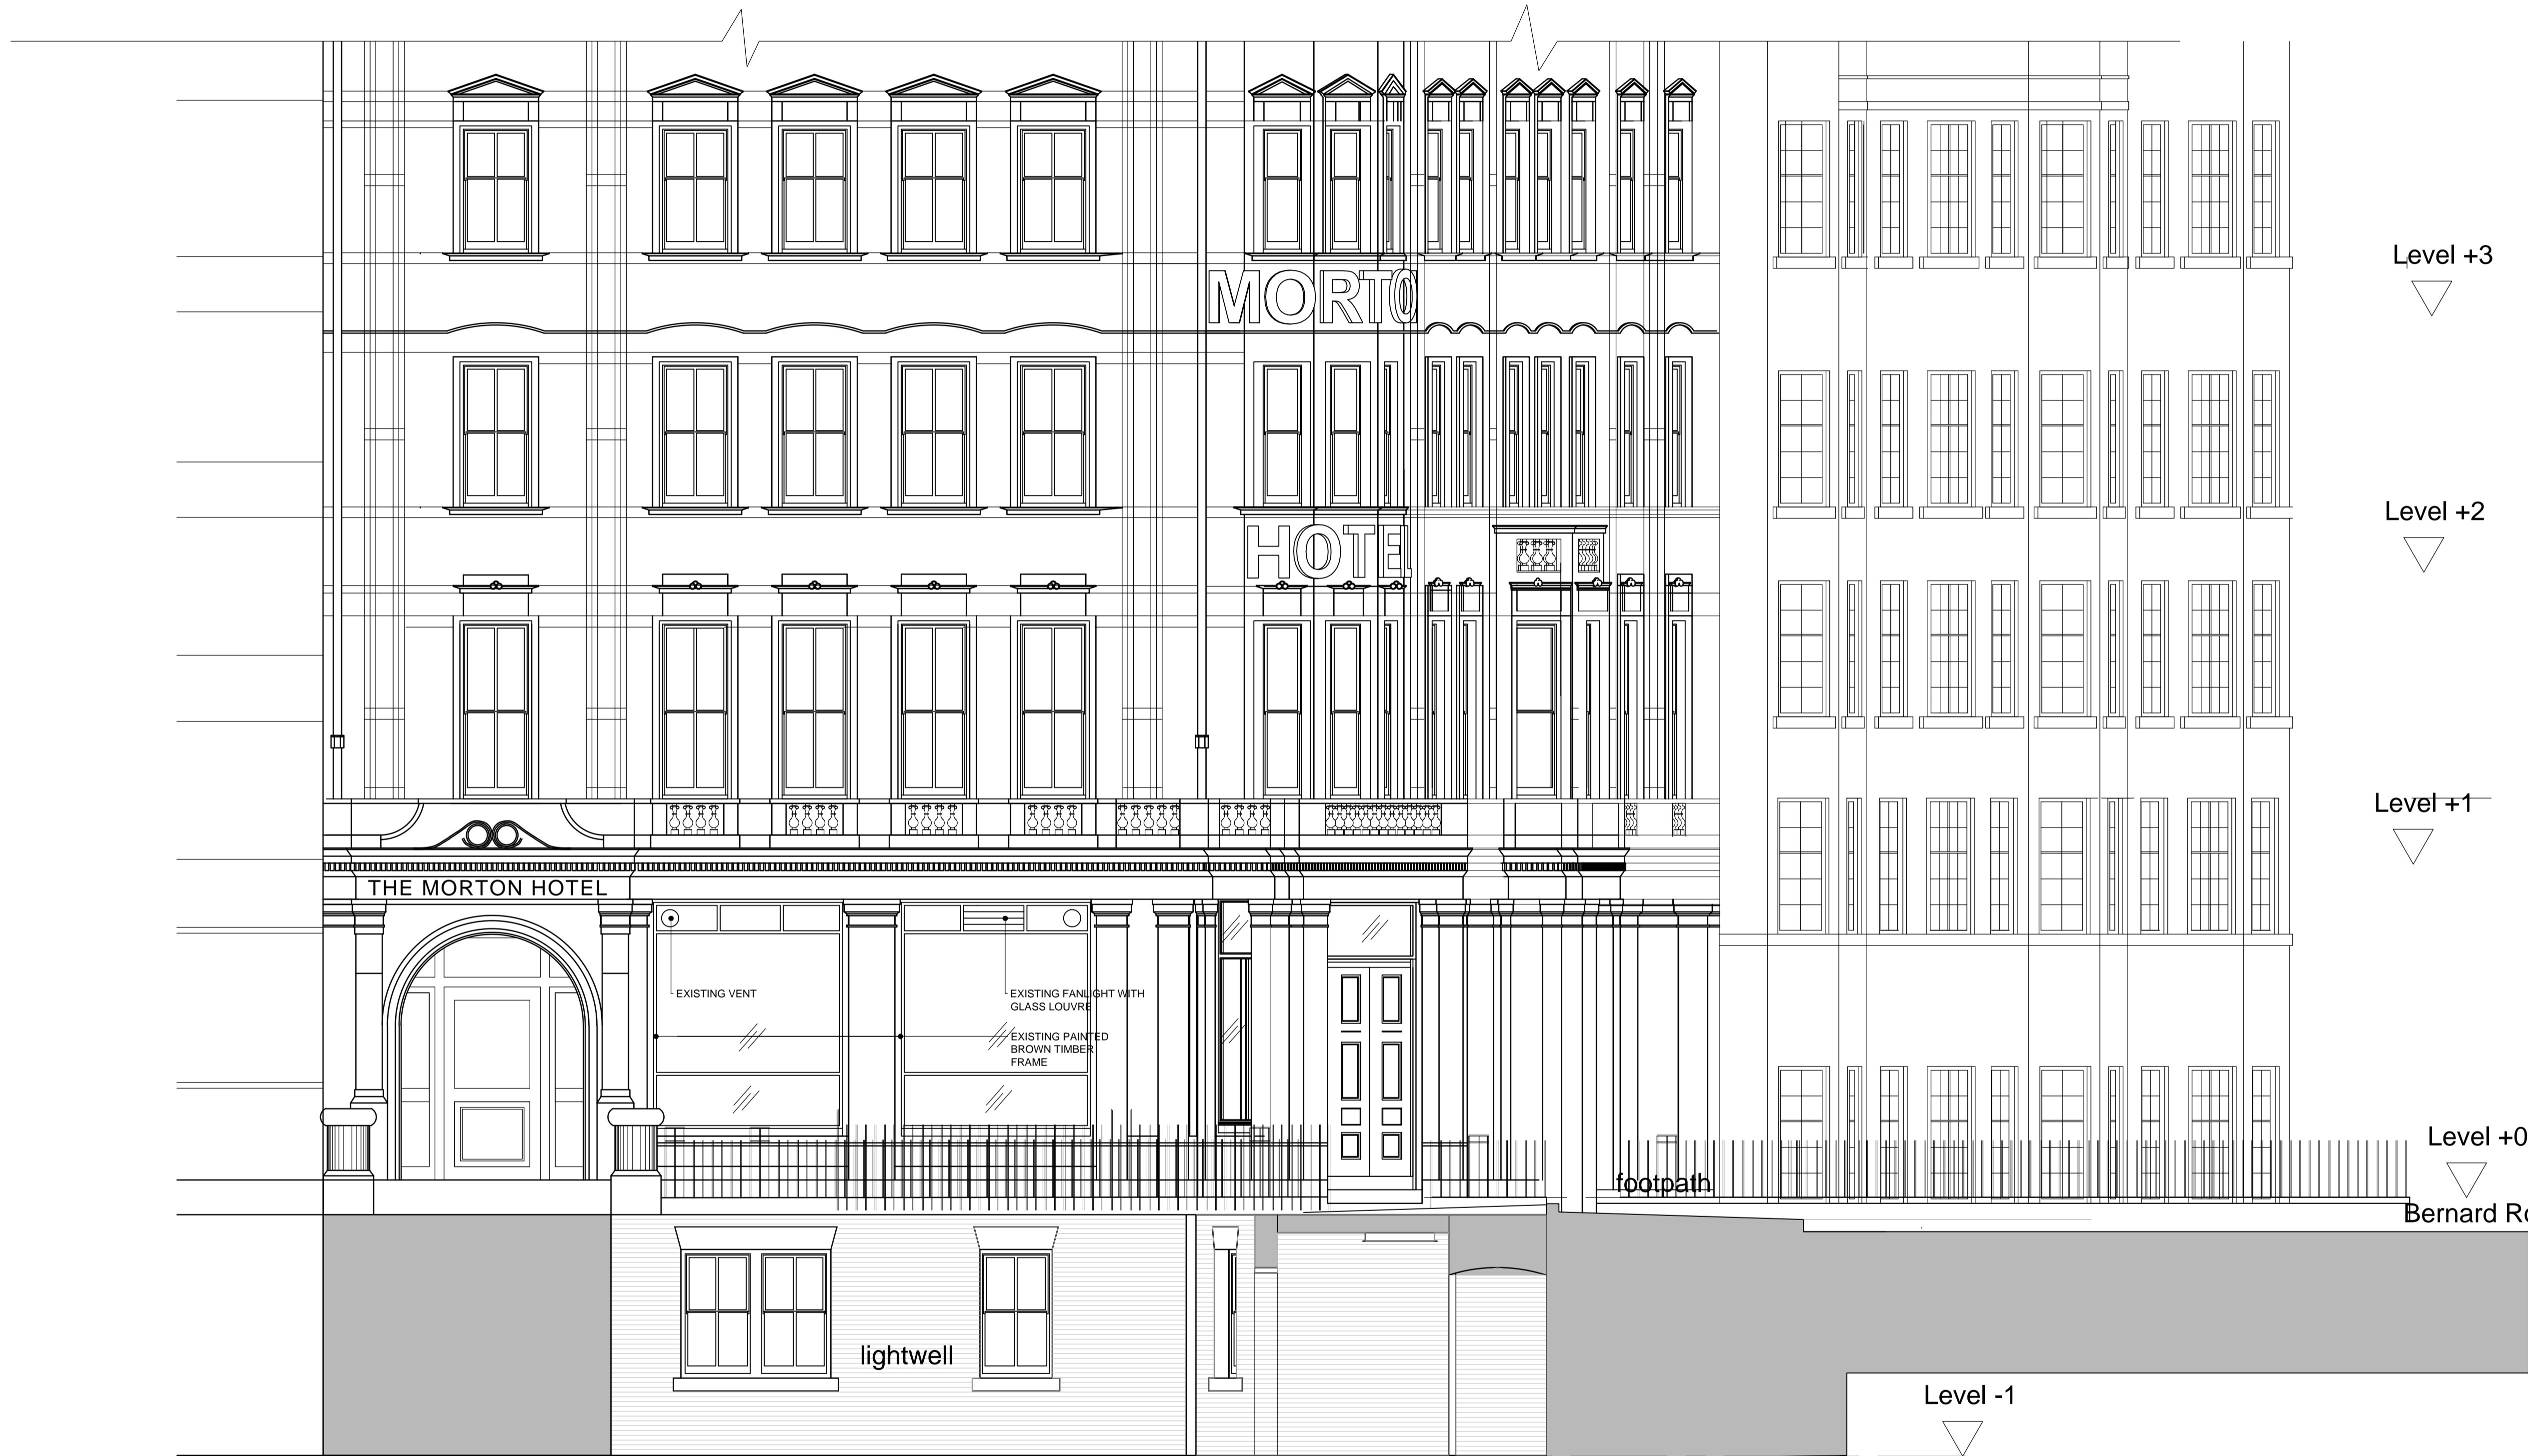 Level +3
MORTO
Level +2
HOTEL
Level +1
THE MORTON HOTEL
EXISTING VENT
EXISTING FANLIGHT WITH
GLASS LOUVRE
EXISTING PAINTED
BROWN TIMBER
FRAME
Level +0
footpath
Bernard Ro
lightwell
Level -1